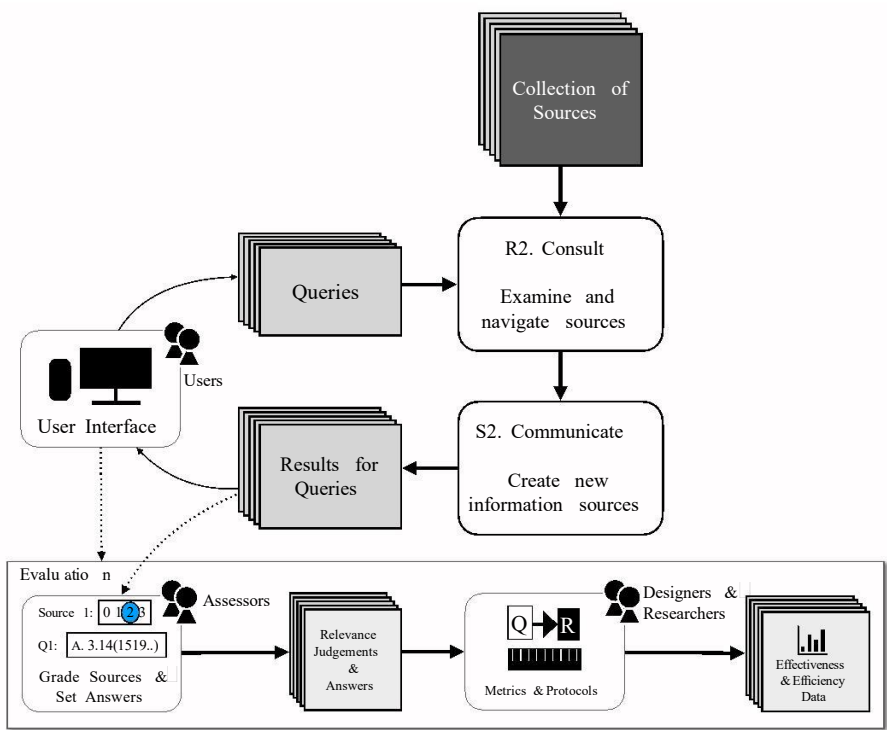 Collection of
Sources
R2. Consult
Examine and
navigate sources
Queries
Users
User Interface
S2. Communicate
Create new
information sources
Results for
Queries
Evalu atio n
Source 1: 0 1 2 3
Assessors
Q1: A. 3.14(1519..)
Grade Sources &
Set Answers
Relevance
Judgements
&
Answers
Q R
Metrics & Protocols
Designers &
Researchers
Effectiveness
& Efficiency
Data